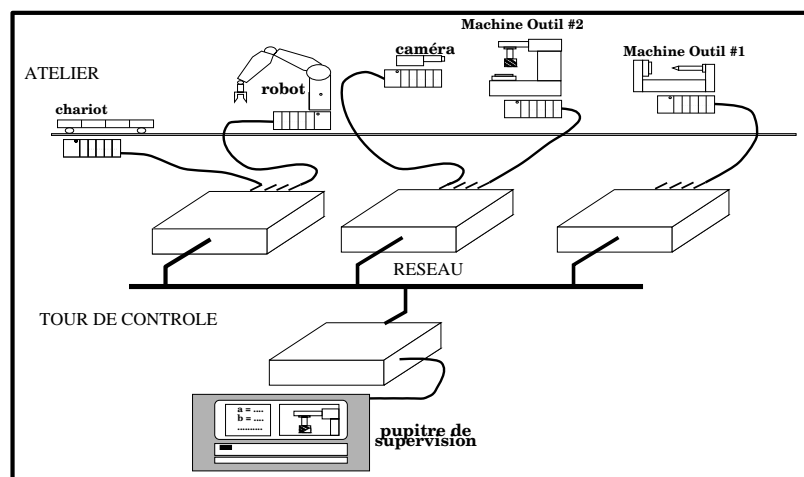 Machine Outil #2
caméra
Machine Outil #1
ATELIER
robot
chariot
RESEAU
TOUR DE CONTROLE
a = ....
b = ....
..........
pupitre de
supervision